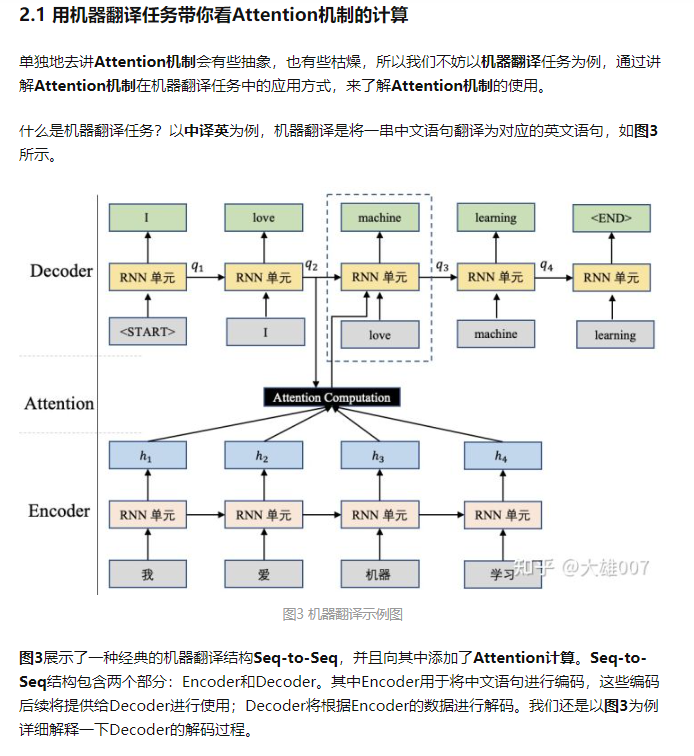 2.1 用机器翻译任务带你看Attention机制的计算
单独地去讲Attention机制会有些抽象，也有些枯燥，所以我们不妨以机器翻译任务为例，通过讲
解Attention机制在机器翻译任务中的应用方式，来了解Attention机制的使用。
什么是机器翻译任务？以中译英为例，机器翻译是将一串中文语句翻译为对应的英文语句，如图3
所示。
I love machine learning <END>
Decoder RNN 单元 q₁ RNN 单元 q₂ RNN 单元 q₃ RNN 单元 q₄ RNN 单元
<START> I love machine learning
Attention Attention Computation
h₁ h₂ h₃ h₄
Encoder RNN 单元 RNN 单元 RNN 单元 RNN 单元
我 爱 机器 学习
知乎 @大雄007
图3 机器翻译示例图
图3展示了一种经典的机器翻译结构Seq-to-Seq，并且向其中添加了Attention计算。Seq-to-
Seq结构包含两个部分：Encoder和Decoder。其中Encoder用于将中文语句进行编码，这些编码
后续将提供给Decoder进行使用；Decoder将根据Encoder的数据进行解码。我们还是以图3为例
详细解释一下Decoder的解码过程。